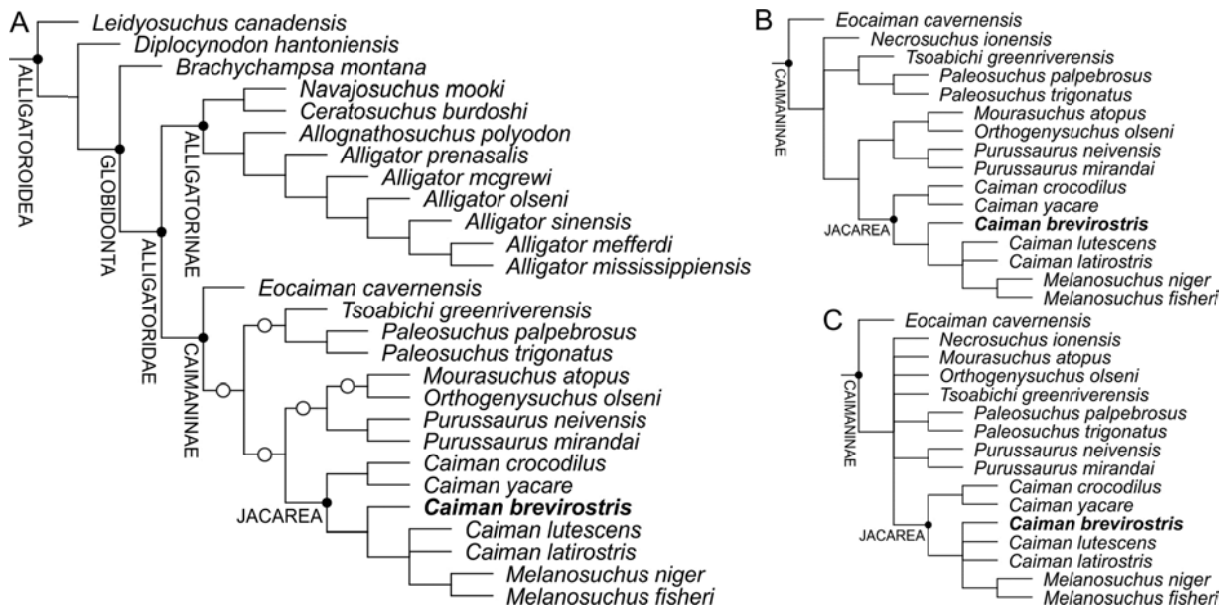 A
Leidyosuchus canadensis
Diplocynodon hantoniensis
Brachychampsa montana
Navajosuchus mooki
Ceratosuchus burdoshi
Allognathosuchus polyodon
Alligator prenasalis
Alligator mcgrewi
Alligator olseni
Alligator sinensis
Alligator mefferdi
Alligator mississippiensis
Eocaiman cavernensis
Tsoabichi greenriverensis
Paleosuchus palpebrosus
Paleosuchus trigonatus
Mourasuchus atopus
Orthogenysuchus olseni
Purussaurus neivensis
Purussaurus mirandai
Caiman crocodilus
Caiman yacare
Caiman brevirostris
Caiman lutescens
Caiman latirostris
Melanosuchus niger
Melanosuchus fisheri
ALLIGATOROIDEA
GLOBIDONTA
ALLIGATORIDAE
ALLIGATORINAE
CAIMANINAE
JACAREA
B
Eocaiman cavernensis
Necrosuchus ionensis
Tsoabichi greenriverensis
Paleosuchus palpebrosus
Paleosuchus trigonatus
Mourasuchus atopus
Orthogenysuchus olseni
Purussaurus neivensis
Purussaurus mirandai
Caiman crocodilus
Caiman yacare
Caiman brevirostris
Caiman lutescens
Caiman latirostris
Melanosuchus niger
Melanosuchus fisheri
CAIMANINAE
JACAREA
C
Eocaiman cavernensis
Necrosuchus ionensis
Mourasuchus atopus
Orthogenysuchus olseni
Tsoabichi greenriverensis
Paleosuchus palpebrosus
Paleosuchus trigonatus
Purussaurus neivensis
Purussaurus mirandai
Caiman crocodilus
Caiman yacare
Caiman brevirostris
Caiman lutescens
Caiman latirostris
Melanosuchus niger
Melanosuchus fisheri
CAIMANINAE
JACAREA